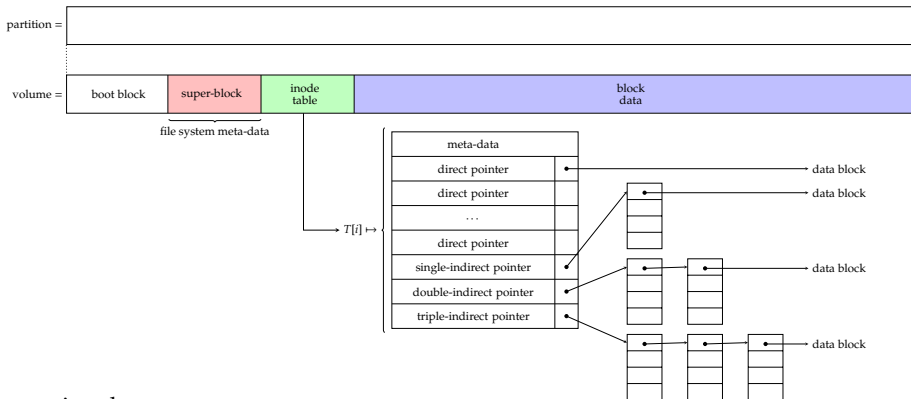 partition =
volume =
boot block
super-block
inode
table
block
data
file system meta-data
T[i] ↦
meta-data
direct pointer
data block
direct pointer
data block
...
direct pointer
single-indirect pointer
data block
double-indirect pointer
triple-indirect pointer
data block